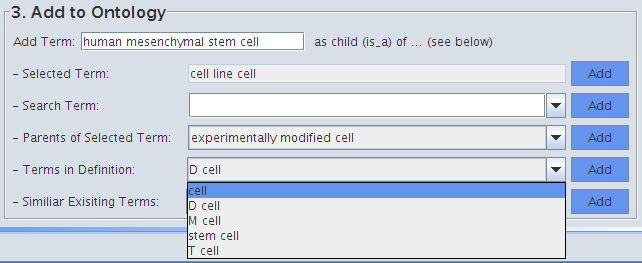 3. Add to Ontology
Add Term: human mesenchymal stem cell as child (is_a) of ... (see below)
- Selected Term: cell line cell Add
- Search Term: Add
- Parents of Selected Term: experimentally modified cell Add
- Terms in Definition: D cell Add
cell
- Similiar Exisiting Terms: Add
D cell
M cell
stem cell
T cell